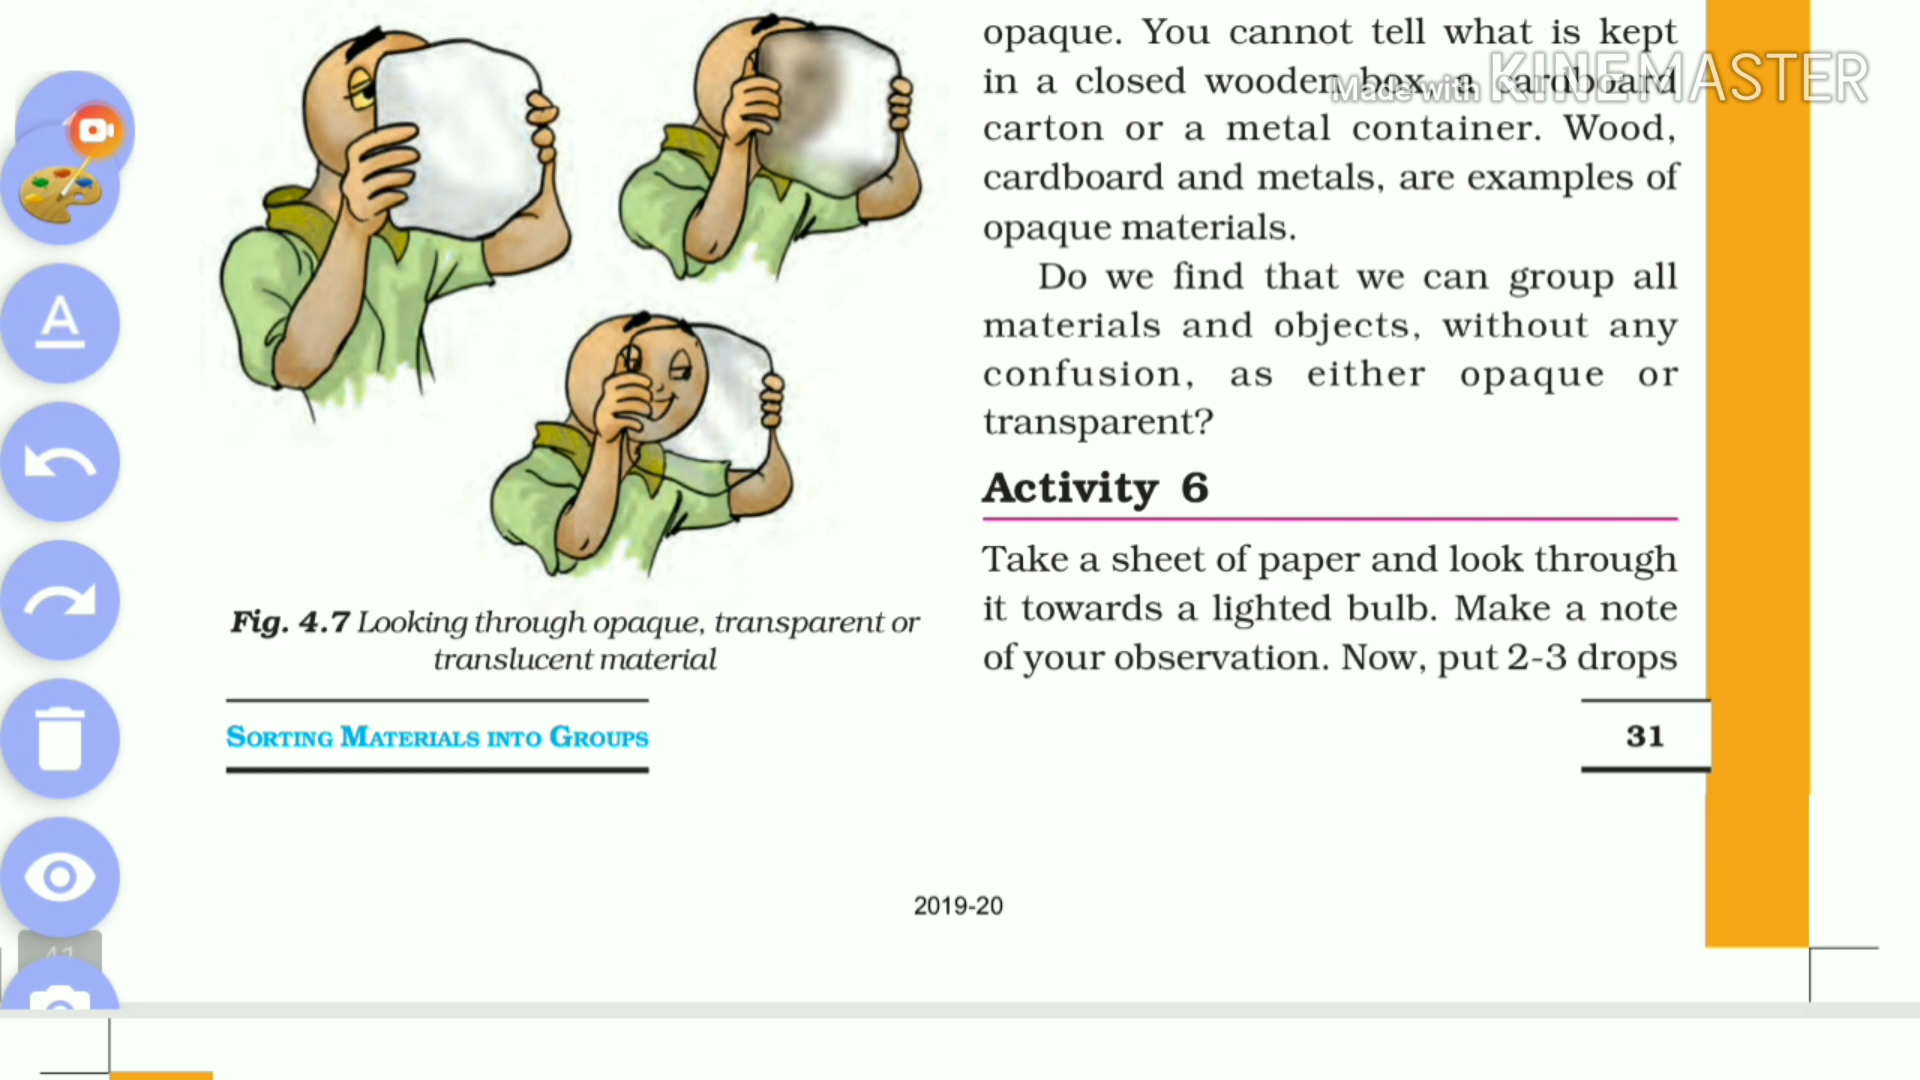 opaque. You cannot tell what is kept
in a closed wooden box, a cardboard
carton or a metal container. Wood,
cardboard and metals, are examples of
opaque materials.
Do we find that we can group all
materials and objects, without any
confusion, as either opaque or
transparent?
Activity 6
Take a sheet of paper and look through
it towards a lighted bulb. Make a note
of your observation. Now, put 2-3 drops
Fig. 4.7 Looking through opaque, transparent or
translucent material
SORTING MATERIALS INTO GROUPS
31
2019-20
Made with KINEMASTER
A